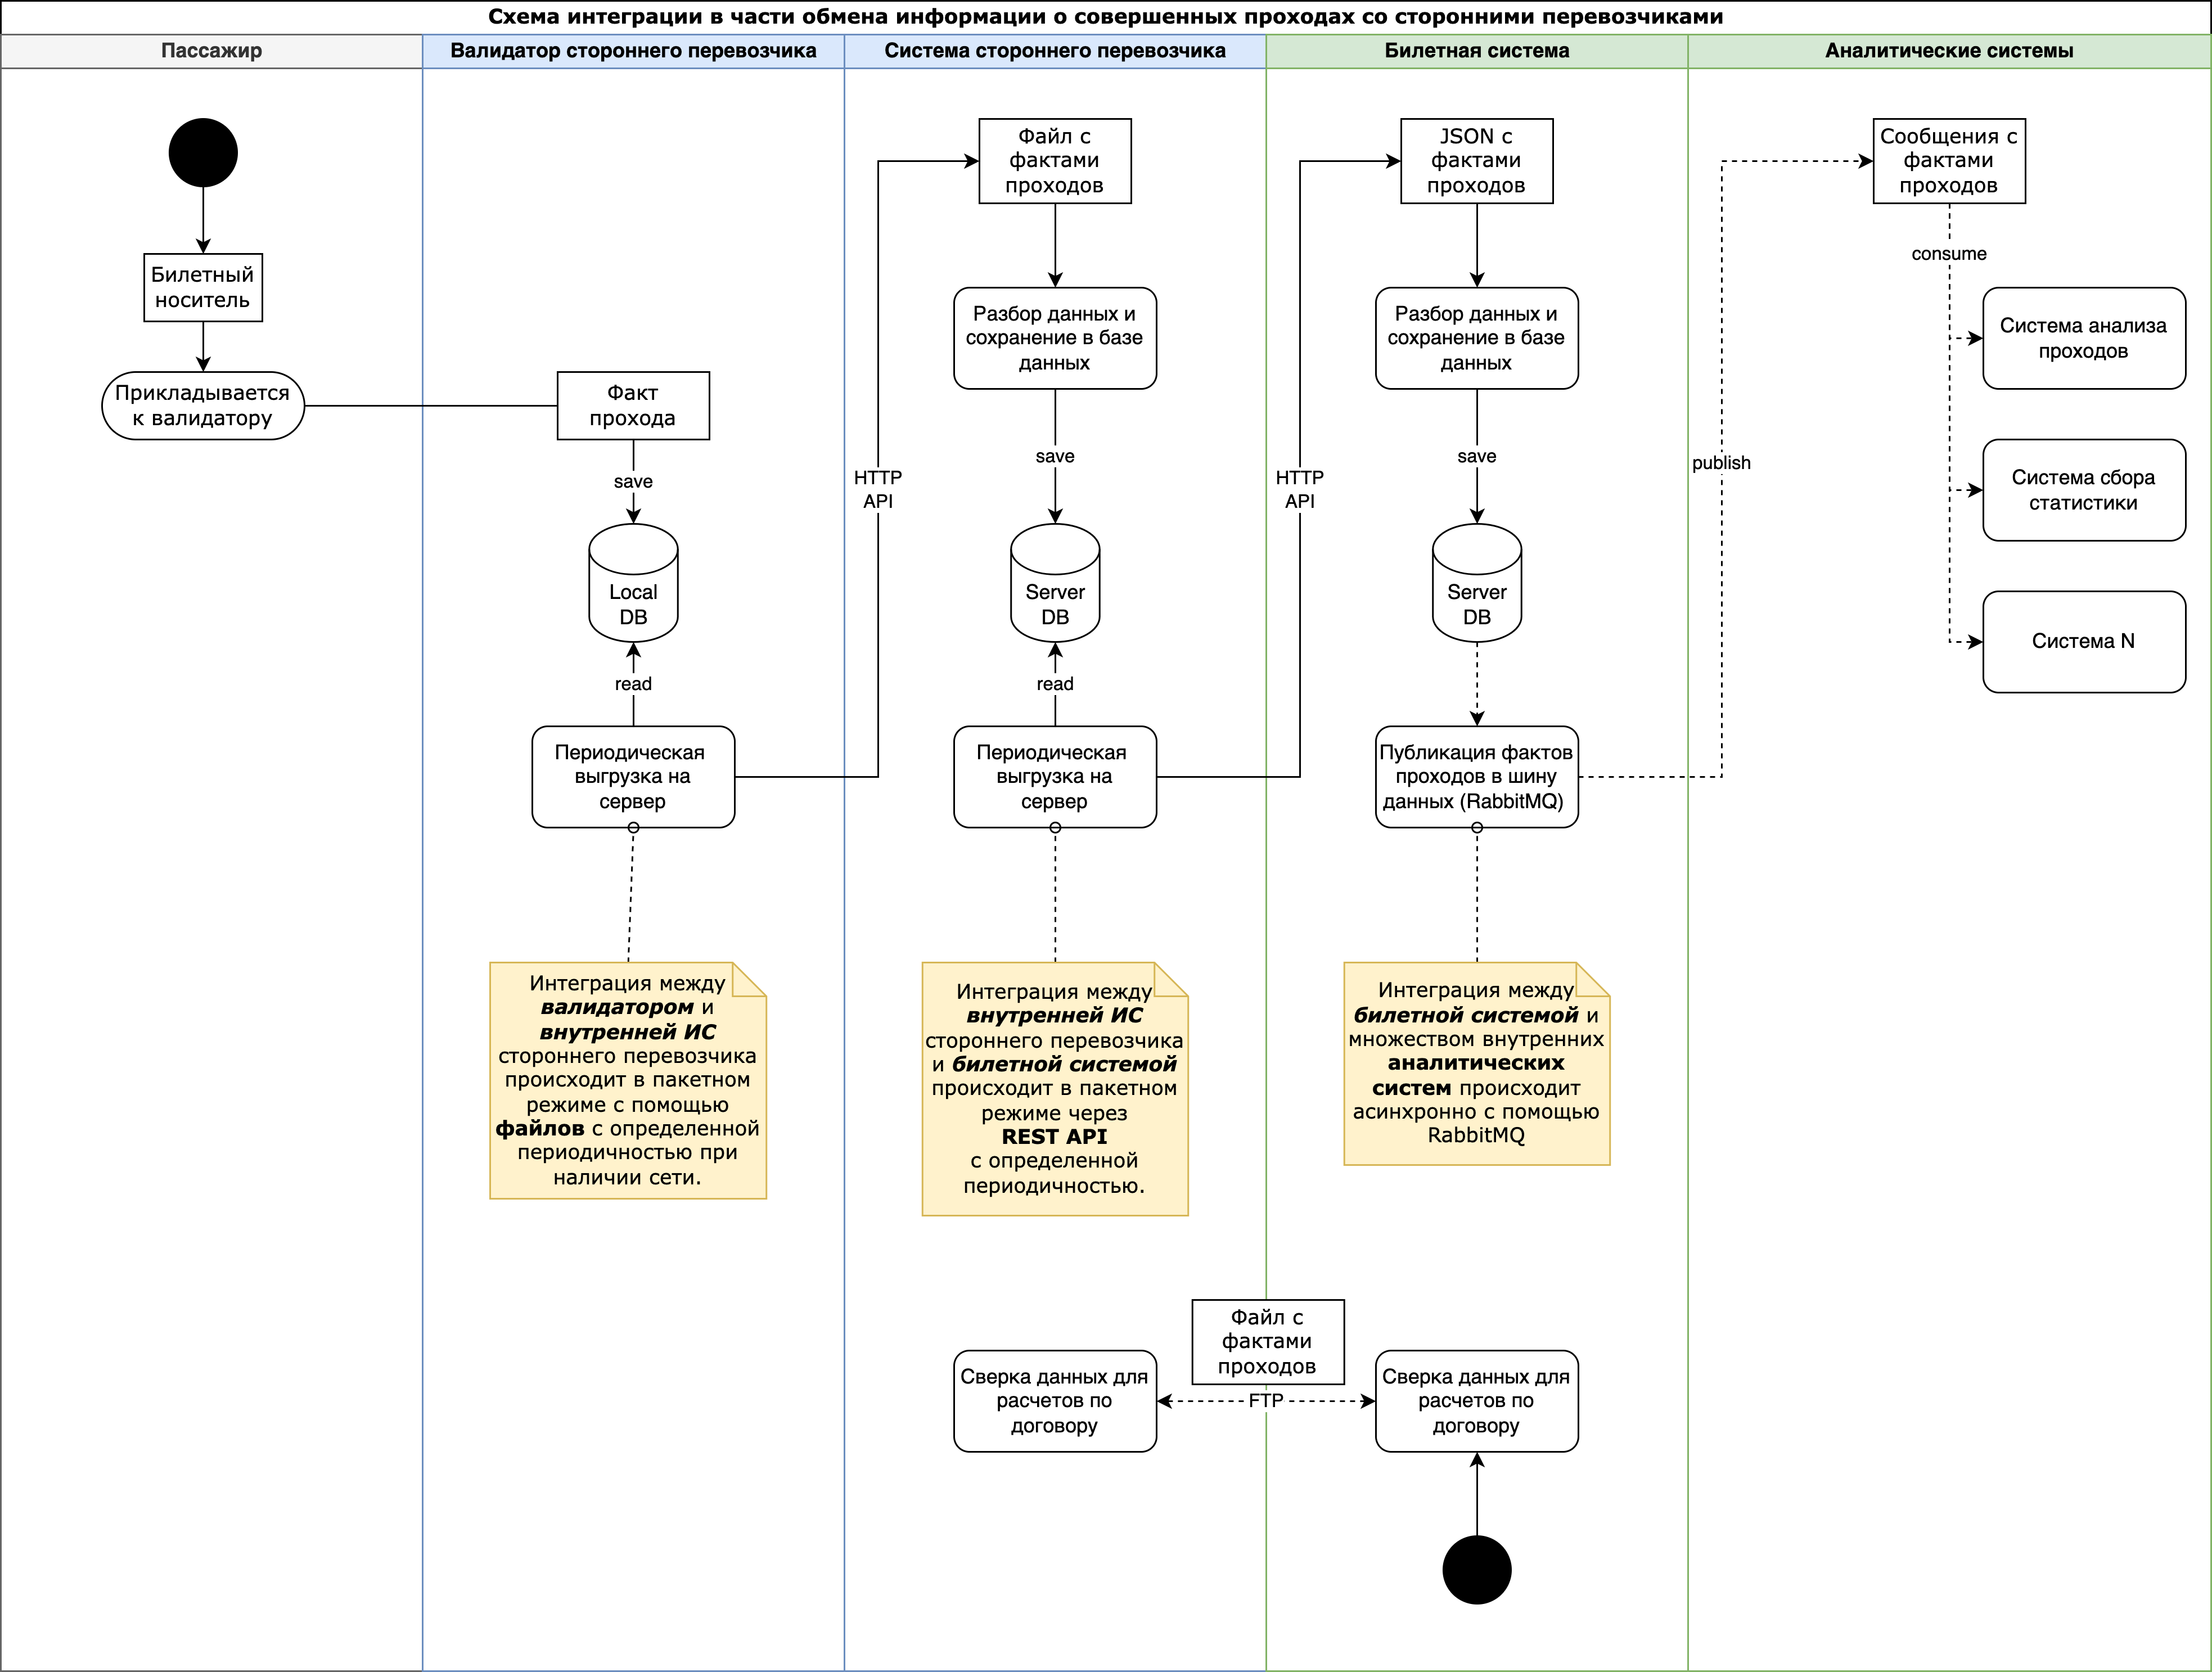 Схема интеграции в части обмена информации о совершенных проходах со сторонними перевозчиками
Пассажир
Валидатор стороннего перевозчика
Система стороннего перевозчика
Билетная система
Аналитические системы
Билетный
носитель
Прикладывается
к валидатору
Факт
прохода
save
Local
DB
read
Периодическая
выгрузка на
сервер
Интеграция между
валидатором и
внутренней ИС
стороннего перевозчика
происходит в пакетном
режиме с помощью
файлов с определенной
периодичностью при
наличии сети.
HTTP
API
Файл с
фактами
проходов
Разбор данных и
сохранение в базе
данных
save
Server
DB
read
Периодическая
выгрузка на
сервер
Интеграция между
внутренней ИС
стороннего перевозчика
и билетной системой
происходит в пакетном
режиме через
REST API
с определенной
периодичностью.
HTTP
API
JSON с
фактами
проходов
Разбор данных и
сохранение в базе
данных
save
Server
DB
Публикация фактов
проходов в шину
данных (RabbitMQ)
Интеграция между
билетной системой и
множеством внутренних
аналитических
систем происходит
асинхронно с помощью
RabbitMQ
publish
Сообщения с
фактами
проходов
consume
Система анализа
проходов
Система сбора
статистики
Система N
Файл с
фактами
проходов
Сверка данных для
расчетов по
договору
FTP
Сверка данных для
расчетов по
договору